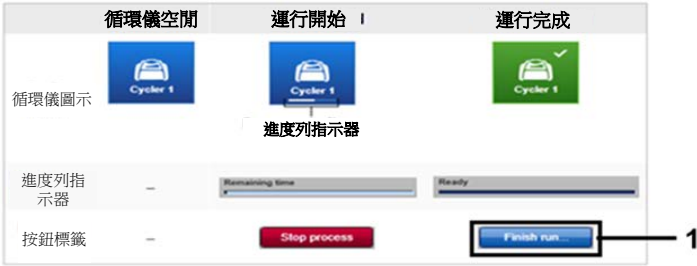 循環儀空閒 運行開始 運行完成
循環儀圖示 Cycler 1 Cycler 1 Cycler 1
進度列指示器
進度列指
示器
– Remaining time Ready
按鈕標籤 – Stop process Finish run... 1